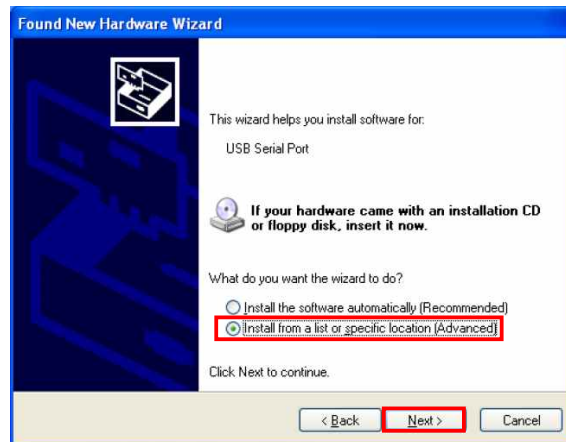 Found New Hardware Wizard
This wizard helps you install software for:
USB Serial Port
If your hardware came with an installation CD
or floppy disk, insert it now.
What do you want the wizard to do?
Install the software automatically (Recommended)
Install from a list or specific location (Advanced)
Click Next to continue.
< Back Next > Cancel